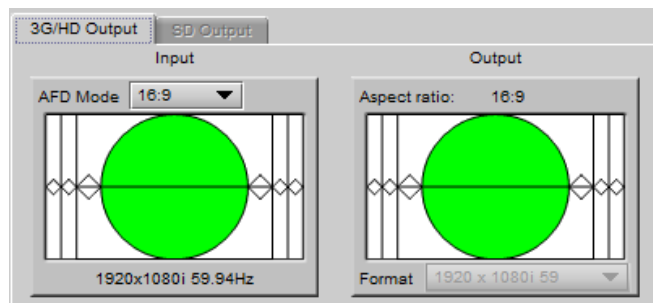 3G/HD Output SD Output
Input Output
AFD Mode 16:9 Aspect ratio: 16:9
1920x1080i 59.94Hz Format 1920 x 1080i 59